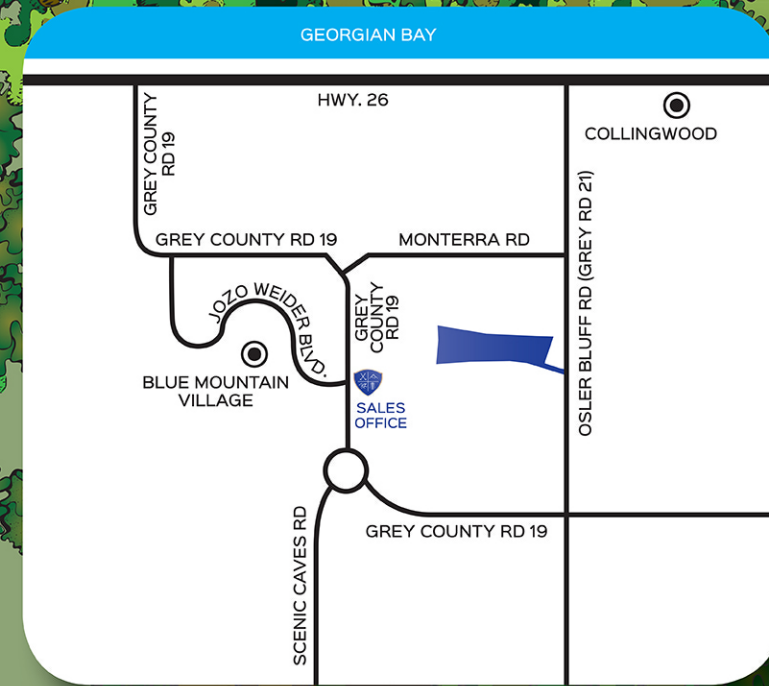 GEORGIAN BAY
HWY. 26
COLLINGWOOD
GREY COUNTY
RD 19
GREY COUNTY RD 19
MONTERRA RD
OSLER BLUFF RD (GREY RD 21)
JOZO WEIDER BLVD.
GREY
COUNTY
RD 19
BLUE MOUNTAIN
VILLAGE
SALES
OFFICE
SCENIC CAVES RD
GREY COUNTY RD 19